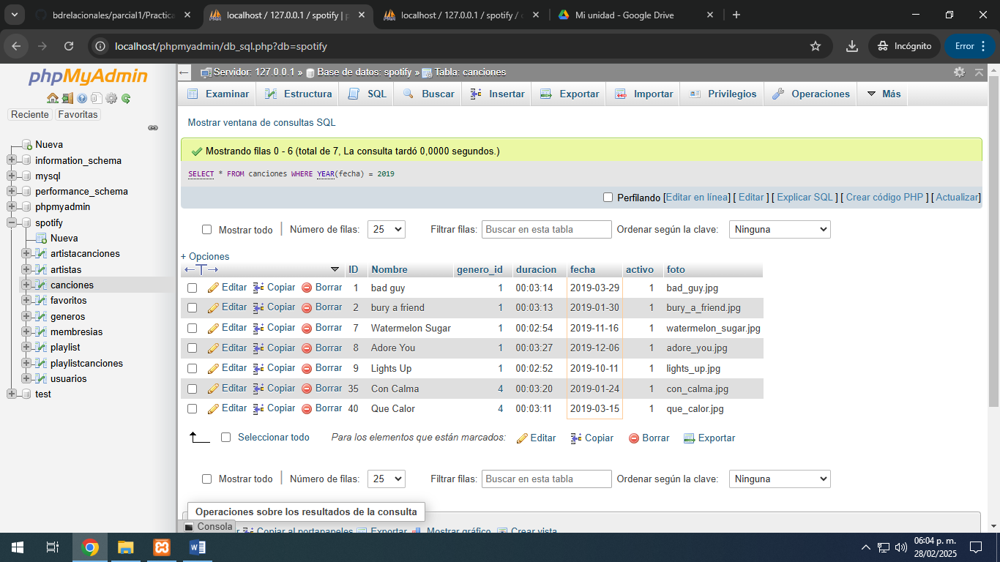 bdrelacionales/parcial1/Practica
localhost / 127.0.0.1 / spotify | p
localhost / 127.0.0.1 / spotify /
Mi unidad - Google Drive
localhost/phpmyadmin/db_sql.php?db=spotify
Incógnito
Error
phpMyAdmin
Reciente Favoritas
Nueva
information_schema
mysql
performance_schema
phpmyadmin
spotify
Nueva
artistacanciones
artistas
canciones
favoritos
generos
membresias
playlist
playlistcanciones
usuarios
test
Servidor: 127.0.0.1 » Base de datos: spotify » Tabla: canciones
Examinar Estructura SQL Buscar Insertar Exportar Importar Privilegios Operaciones Más
Mostrar ventana de consultas SQL
Mostrando filas 0 - 6 (total de 7, La consulta tardó 0,0000 segundos.)
SELECT * FROM canciones WHERE YEAR(fecha) = 2019
Perfilando [Editar en línea] [ Editar ] [ Explicar SQL ] [ Crear código PHP ] [ Actualizar]
Mostrar todo Número de filas: 25 Filtrar filas: Buscar en esta tabla Ordenar según la clave: Ninguna
+ Opciones
ID Nombre genero_id duracion fecha activo foto
Editar Copiar Borrar 1 bad guy 1 00:03:14 2019-03-29 1 bad_guy.jpg
Editar Copiar Borrar 2 bury a friend 1 00:03:13 2019-01-30 1 bury_a_friend.jpg
Editar Copiar Borrar 7 Watermelon Sugar 1 00:02:54 2019-11-16 1 watermelon_sugar.jpg
Editar Copiar Borrar 8 Adore You 1 00:03:27 2019-12-06 1 adore_you.jpg
Editar Copiar Borrar 9 Lights Up 1 00:02:52 2019-10-11 1 lights_up.jpg
Editar Copiar Borrar 35 Con Calma 4 00:03:20 2019-01-24 1 con_calma.jpg
Editar Copiar Borrar 40 Que Calor 4 00:03:11 2019-03-15 1 que_calor.jpg
Seleccionar todo Para los elementos que están marcados: Editar Copiar Borrar Exportar
Mostrar todo Número de filas: 25 Filtrar filas: Buscar en esta tabla Ordenar según la clave: Ninguna
Operaciones sobre los resultados de la consulta
Consola
Copiar al portapapeles Exportar Mostrar gráfico Crear vista
06:04 p. m.
28/02/2025